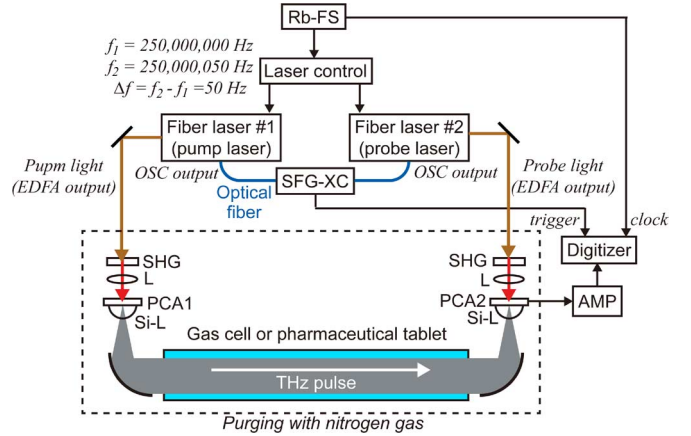 Rb-FS
f1 = 250,000,000 Hz
f2 = 250,000,050 Hz
Δf = f2 - f1 =50 Hz
Laser control
Fiber laser #1
(pump laser)
Fiber laser #2
(probe laser)
Pupm light
(EDFA output)
OSC output
SFG-XC
OSC output
Probe light
(EDFA output)
Optical
fiber
trigger
clock
Digitizer
SHG
L
PCA1
Si-L
SHG
L
PCA2
Si-L
AMP
Gas cell or pharmaceutical tablet
THz pulse
Purging with nitrogen gas